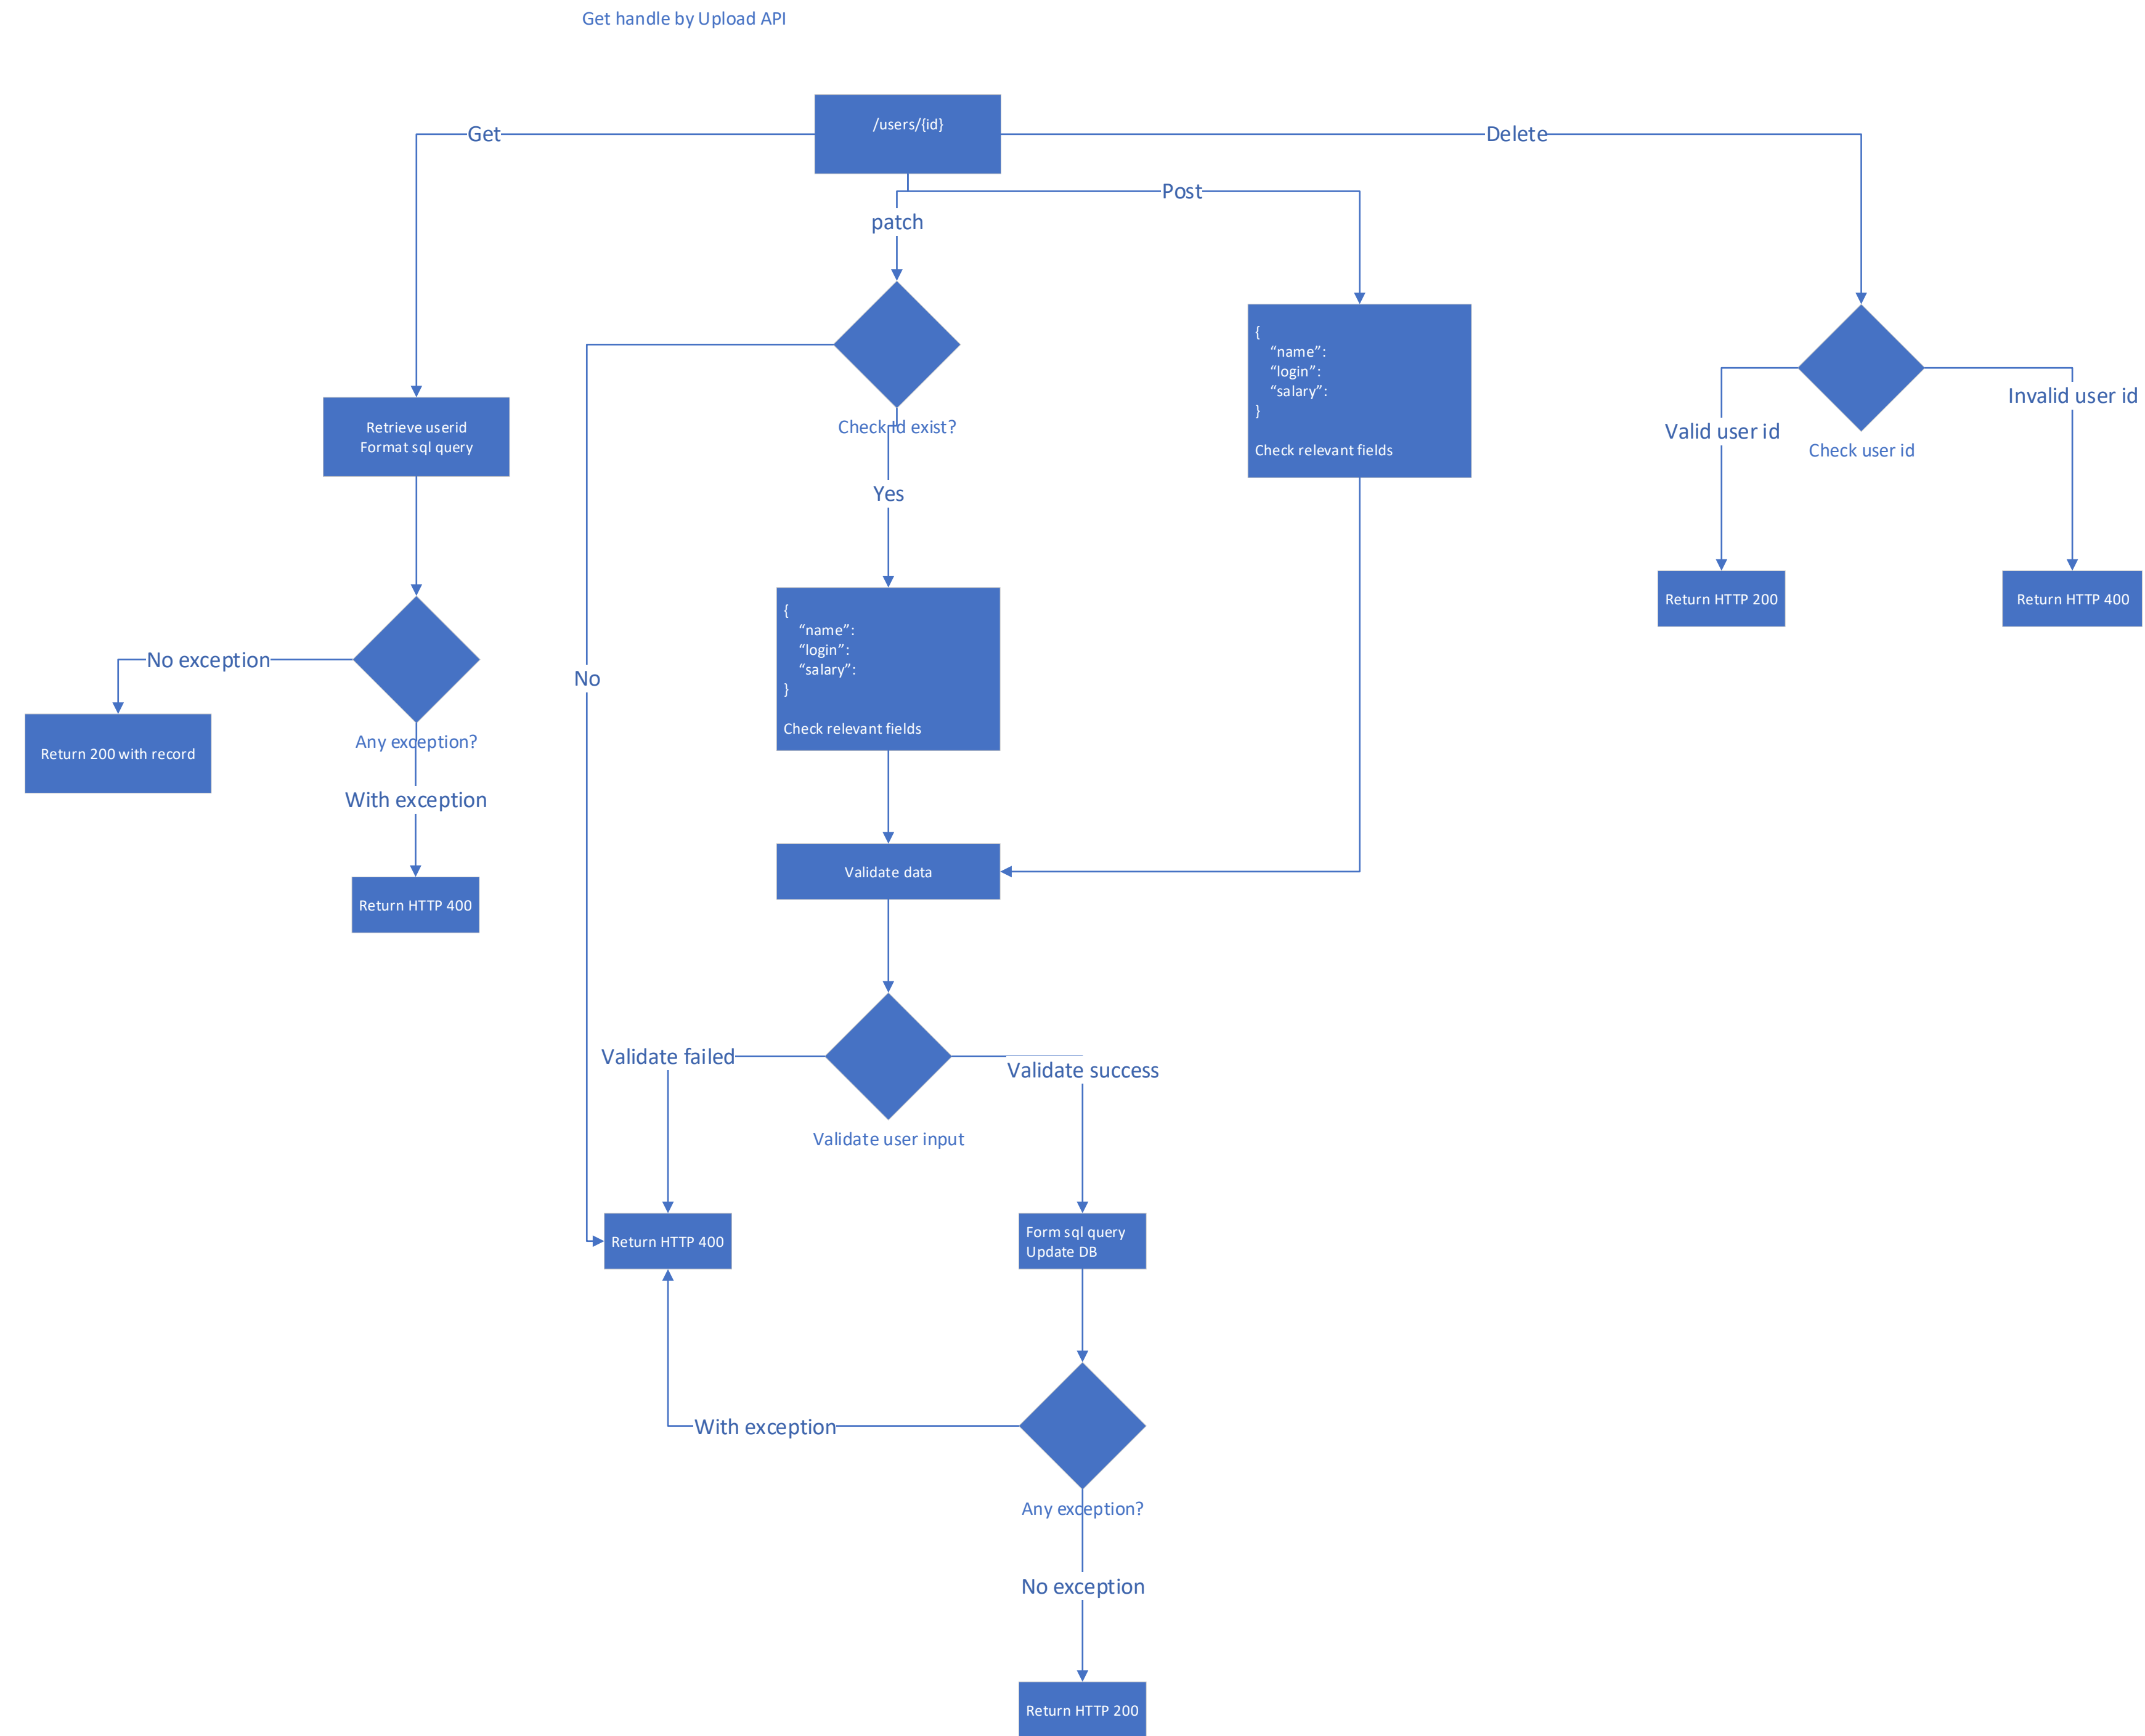 Get handle by Upload API
/users/{id}
Get
Delete
Post
patch
{
"name":
"login":
"salary":
}
Check relevant fields
Invalid user id
Valid user id
Check user id
Check Id exist?
Retrieve userid
Format sql query
Yes
Return HTTP 200
Return HTTP 400
{
"name":
"login":
"salary":
}
Check relevant fields
No exception
No
Any exception?
Return 200 with record
With exception
Validate data
Return HTTP 400
Validate failed
Validate success
Validate user input
Return HTTP 400
Form sql query
Update DB
With exception
Any exception?
No exception
Return HTTP 200